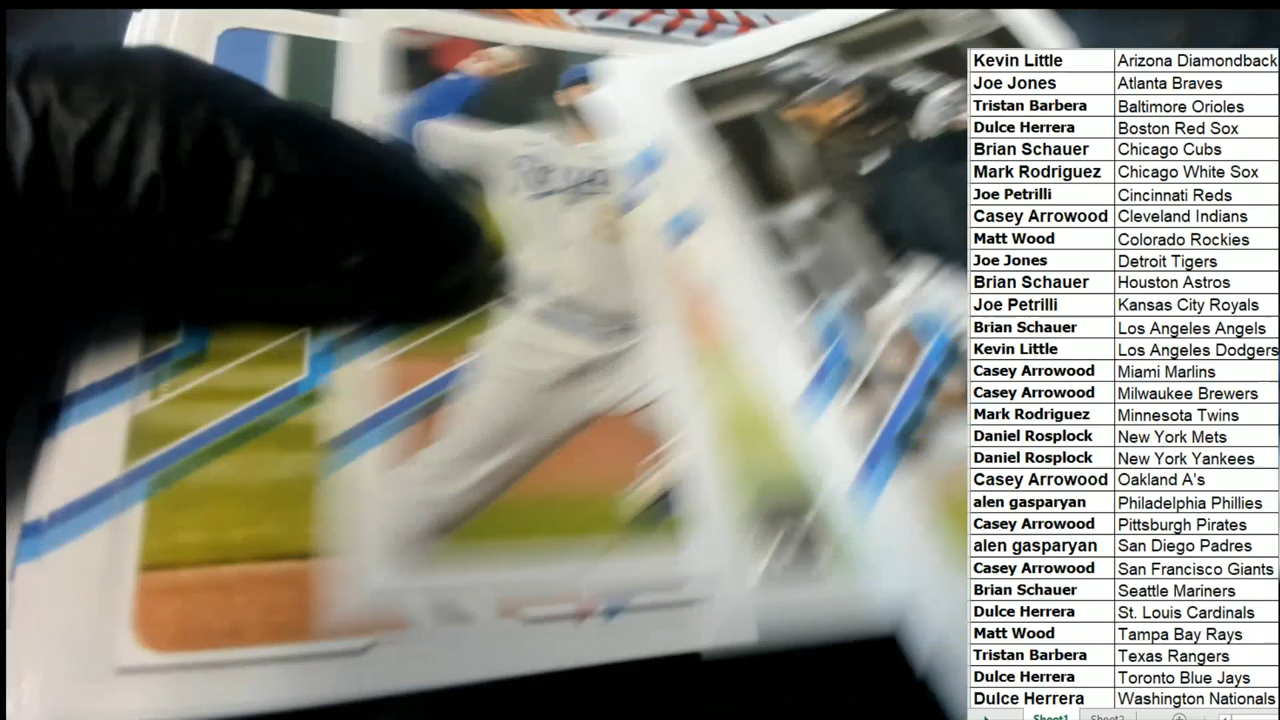 Kevin Little Arizona Diamondback
Joe Jones Atlanta Braves
Tristan Barbera Baltimore Orioles
Dulce Herrera Boston Red Sox
Brian Schauer Chicago Cubs
Mark Rodriguez Chicago White Sox
Joe Petrilli Cincinnati Reds
Casey Arrowood Cleveland Indians
Matt Wood Colorado Rockies
Joe Jones Detroit Tigers
Brian Schauer Houston Astros
Joe Petrilli Kansas City Royals
Brian Schauer Los Angeles Angels
Kevin Little Los Angeles Dodgers
Casey Arrowood Miami Marlins
Casey Arrowood Milwaukee Brewers
Mark Rodriguez Minnesota Twins
Daniel Rosplock New York Mets
Daniel Rosplock New York Yankees
Casey Arrowood Oakland A's
alen gasparyan Philadelphia Phillies
Casey Arrowood Pittsburgh Pirates
alen gasparyan San Diego Padres
Casey Arrowood San Francisco Giants
Brian Schauer Seattle Mariners
Dulce Herrera St. Louis Cardinals
Matt Wood Tampa Bay Rays
Tristan Barbera Texas Rangers
Dulce Herrera Toronto Blue Jays
Dulce Herrera Washington Nationals
Sheet1 Sheet2